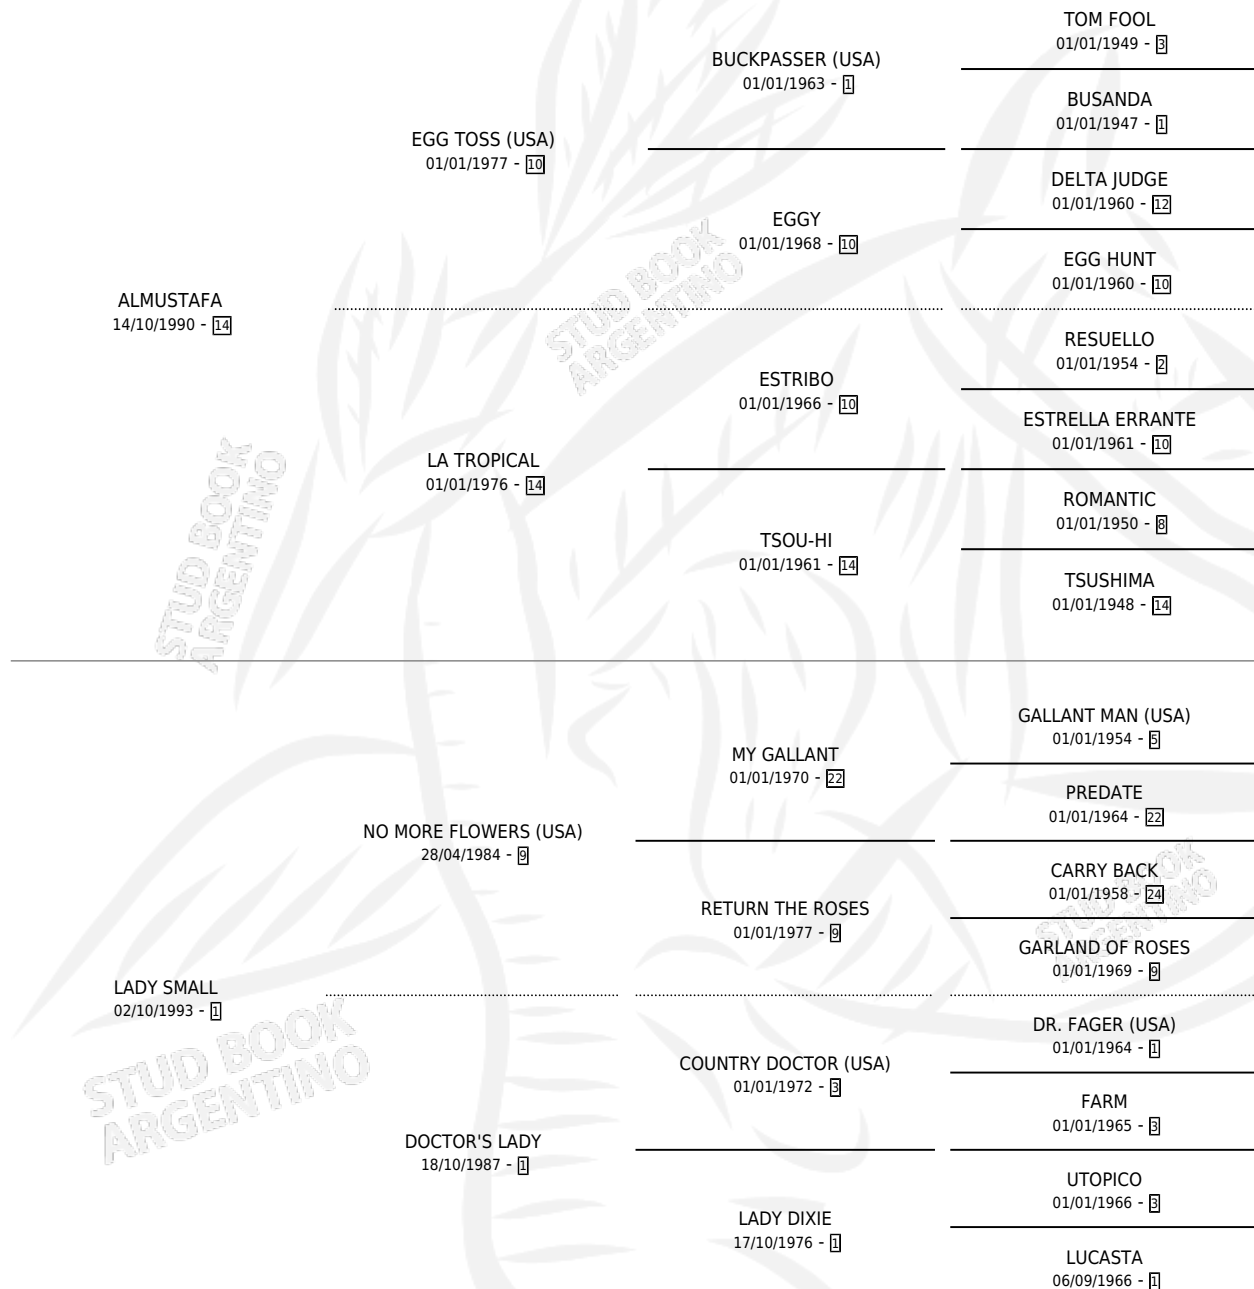 TOM FOOL
01/01/1949 - 3
BUCKPASSER (USA)
01/01/1963 - 1
BUSANDA
01/01/1947 - 1
EGG TOSS (USA)
01/01/1977 - 10
DELTA JUDGE
01/01/1960 - 12
EGGY
01/01/1968 - 10
EGG HUNT
01/01/1960 - 10
ALMUSTAFA
14/10/1990 - 14
STUD BOOK
ARGENTINO
RESUELLO
01/01/1954 - 2
ESTRIBO
01/01/1966 - 10
ESTRELLA ERRANTE
01/01/1961 - 10
LA TROPICAL
01/01/1976 - 14
ROMANTIC
01/01/1950 - 8
TSOU-HI
01/01/1961 - 14
TSUSHIMA
01/01/1948 - 14
STUD BOOK
ARGENTINO
GALLANT MAN (USA)
01/01/1954 - 5
MY GALLANT
01/01/1970 - 22
PREDATE
01/01/1964 - 22
NO MORE FLOWERS (USA)
28/04/1984 - 9
CARRY BACK
01/01/1958 - 24
RETURN THE ROSES
01/01/1977 - 9
STUD BOOK
ARGENTINO
GARLAND OF ROSES
01/01/1969 - 9
LADY SMALL
02/10/1993 - 1
DR. FAGER (USA)
01/01/1964 - 1
COUNTRY DOCTOR (USA)
01/01/1972 - 3
STUD BOOK
ARGENTINO
FARM
01/01/1965 - 3
DOCTOR'S LADY
18/10/1987 - 1
UTOPICO
01/01/1966 - 3
LADY DIXIE
17/10/1976 - 1
LUCASTA
06/09/1966 - 1